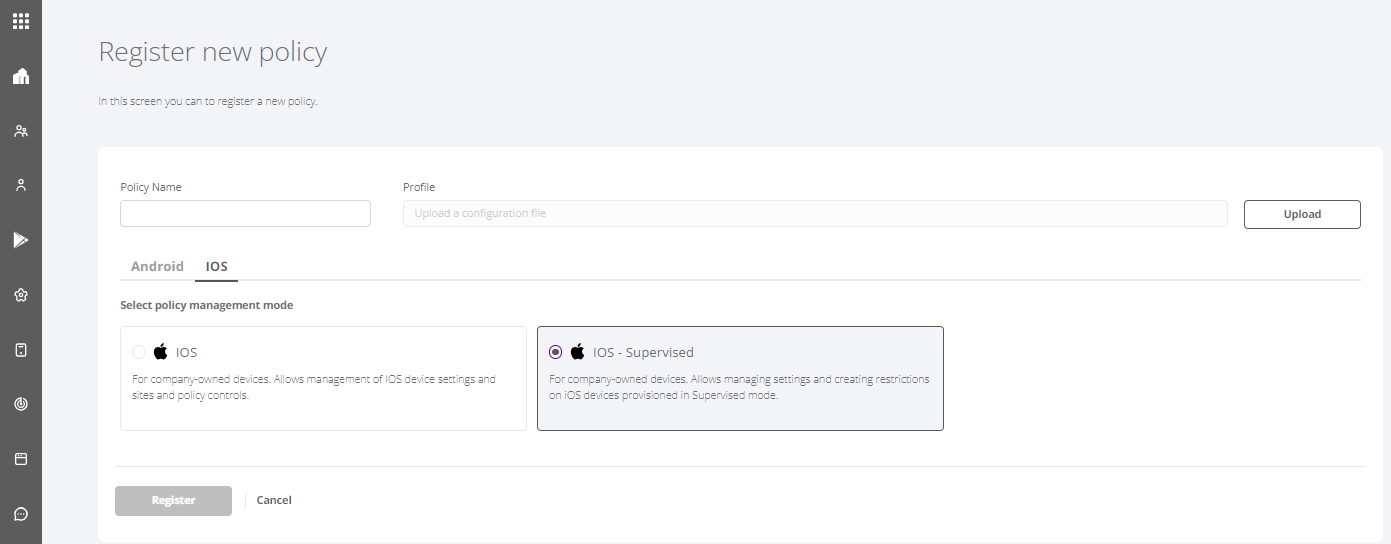 Register new policy
In this screen you can to register a new policy.
Policy Name
Profile
Upload a configuration file
Upload
Android
IOS
Select policy management mode
IOS
For company-owned devices. Allows management of IOS device settings and
sites and policy controls.
IOS - Supervised
For company-owned devices. Allows managing settings and creating restrictions
on iOS devices provisioned in Supervised mode.
Register
Cancel